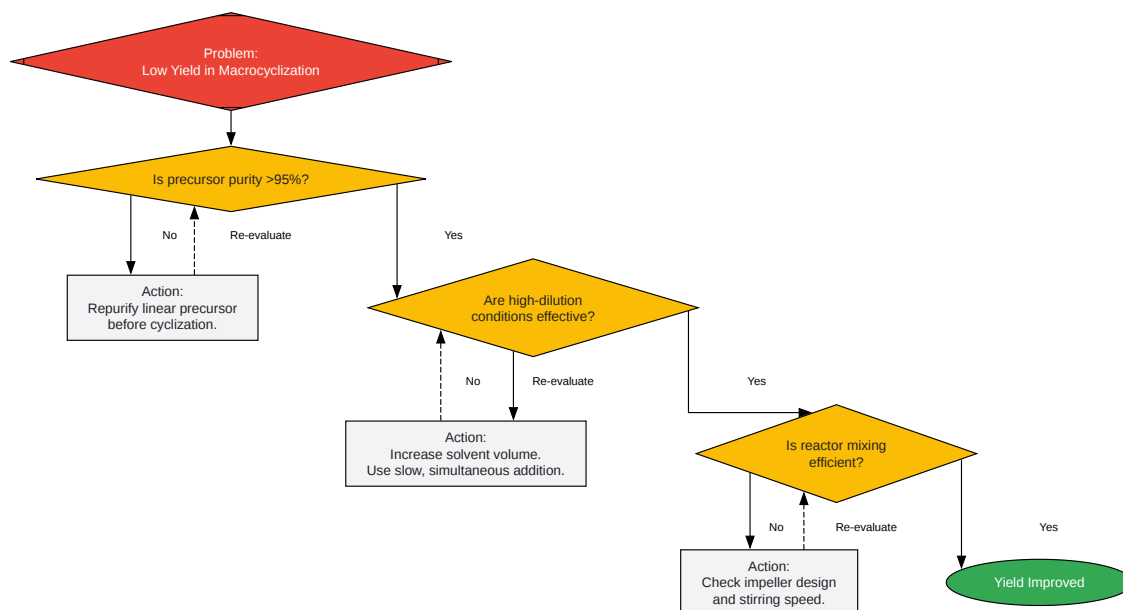 Problem:
Low Yield in Macrocyclization
Is precursor purity >95%?
No
Re-evaluate
Yes
Action:
Repurify linear precursor
before cyclization.
Are high-dilution
conditions effective?
No
Re-evaluate
Yes
Action:
Increase solvent volume.
Use slow, simultaneous addition.
Is reactor mixing
efficient?
No
Re-evaluate
Yes
Action:
Check impeller design
and stirring speed.
Yield Improved